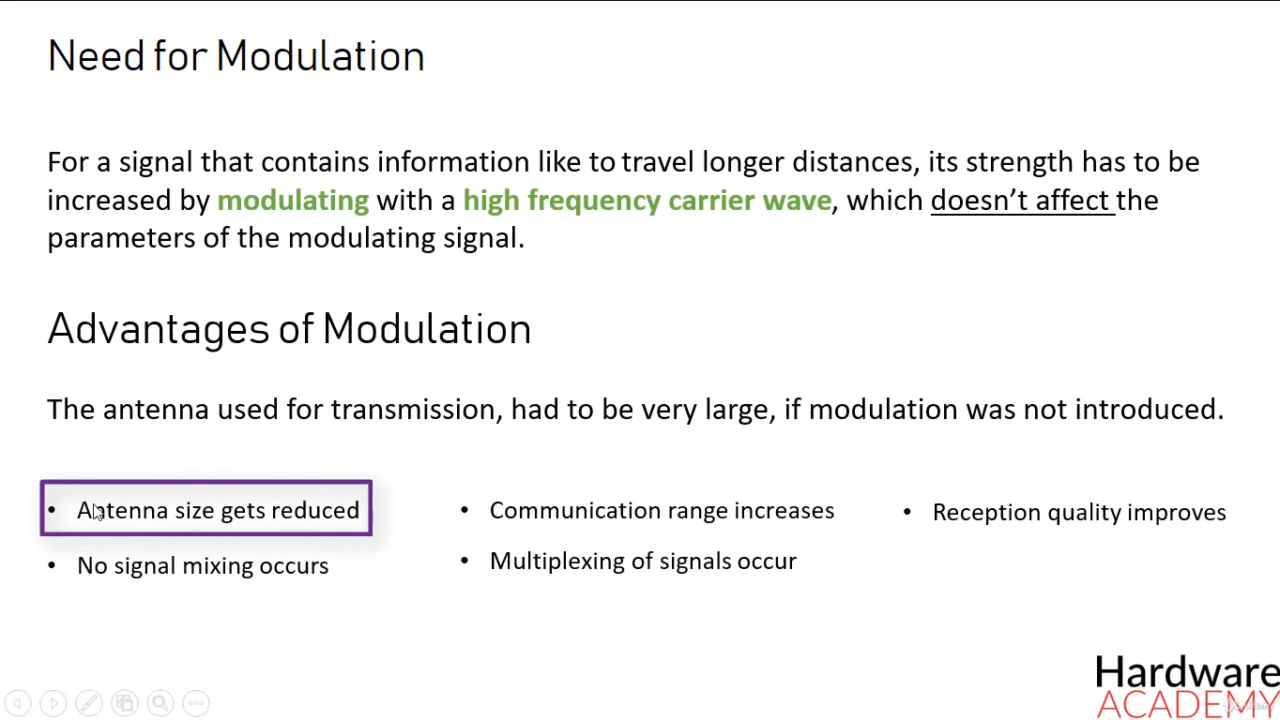 Need for Modulation
For a signal that contains information like to travel longer distances, its strength has to be
increased by modulating with a high frequency carrier wave, which doesn't affect the
parameters of the modulating signal.
Advantages of Modulation
The antenna used for transmission, had to be very large, if modulation was not introduced.
• Antenna size gets reduced
• No signal mixing occurs
• Communication range increases
• Multiplexing of signals occur
• Reception quality improves
Hardware
ACADEMY